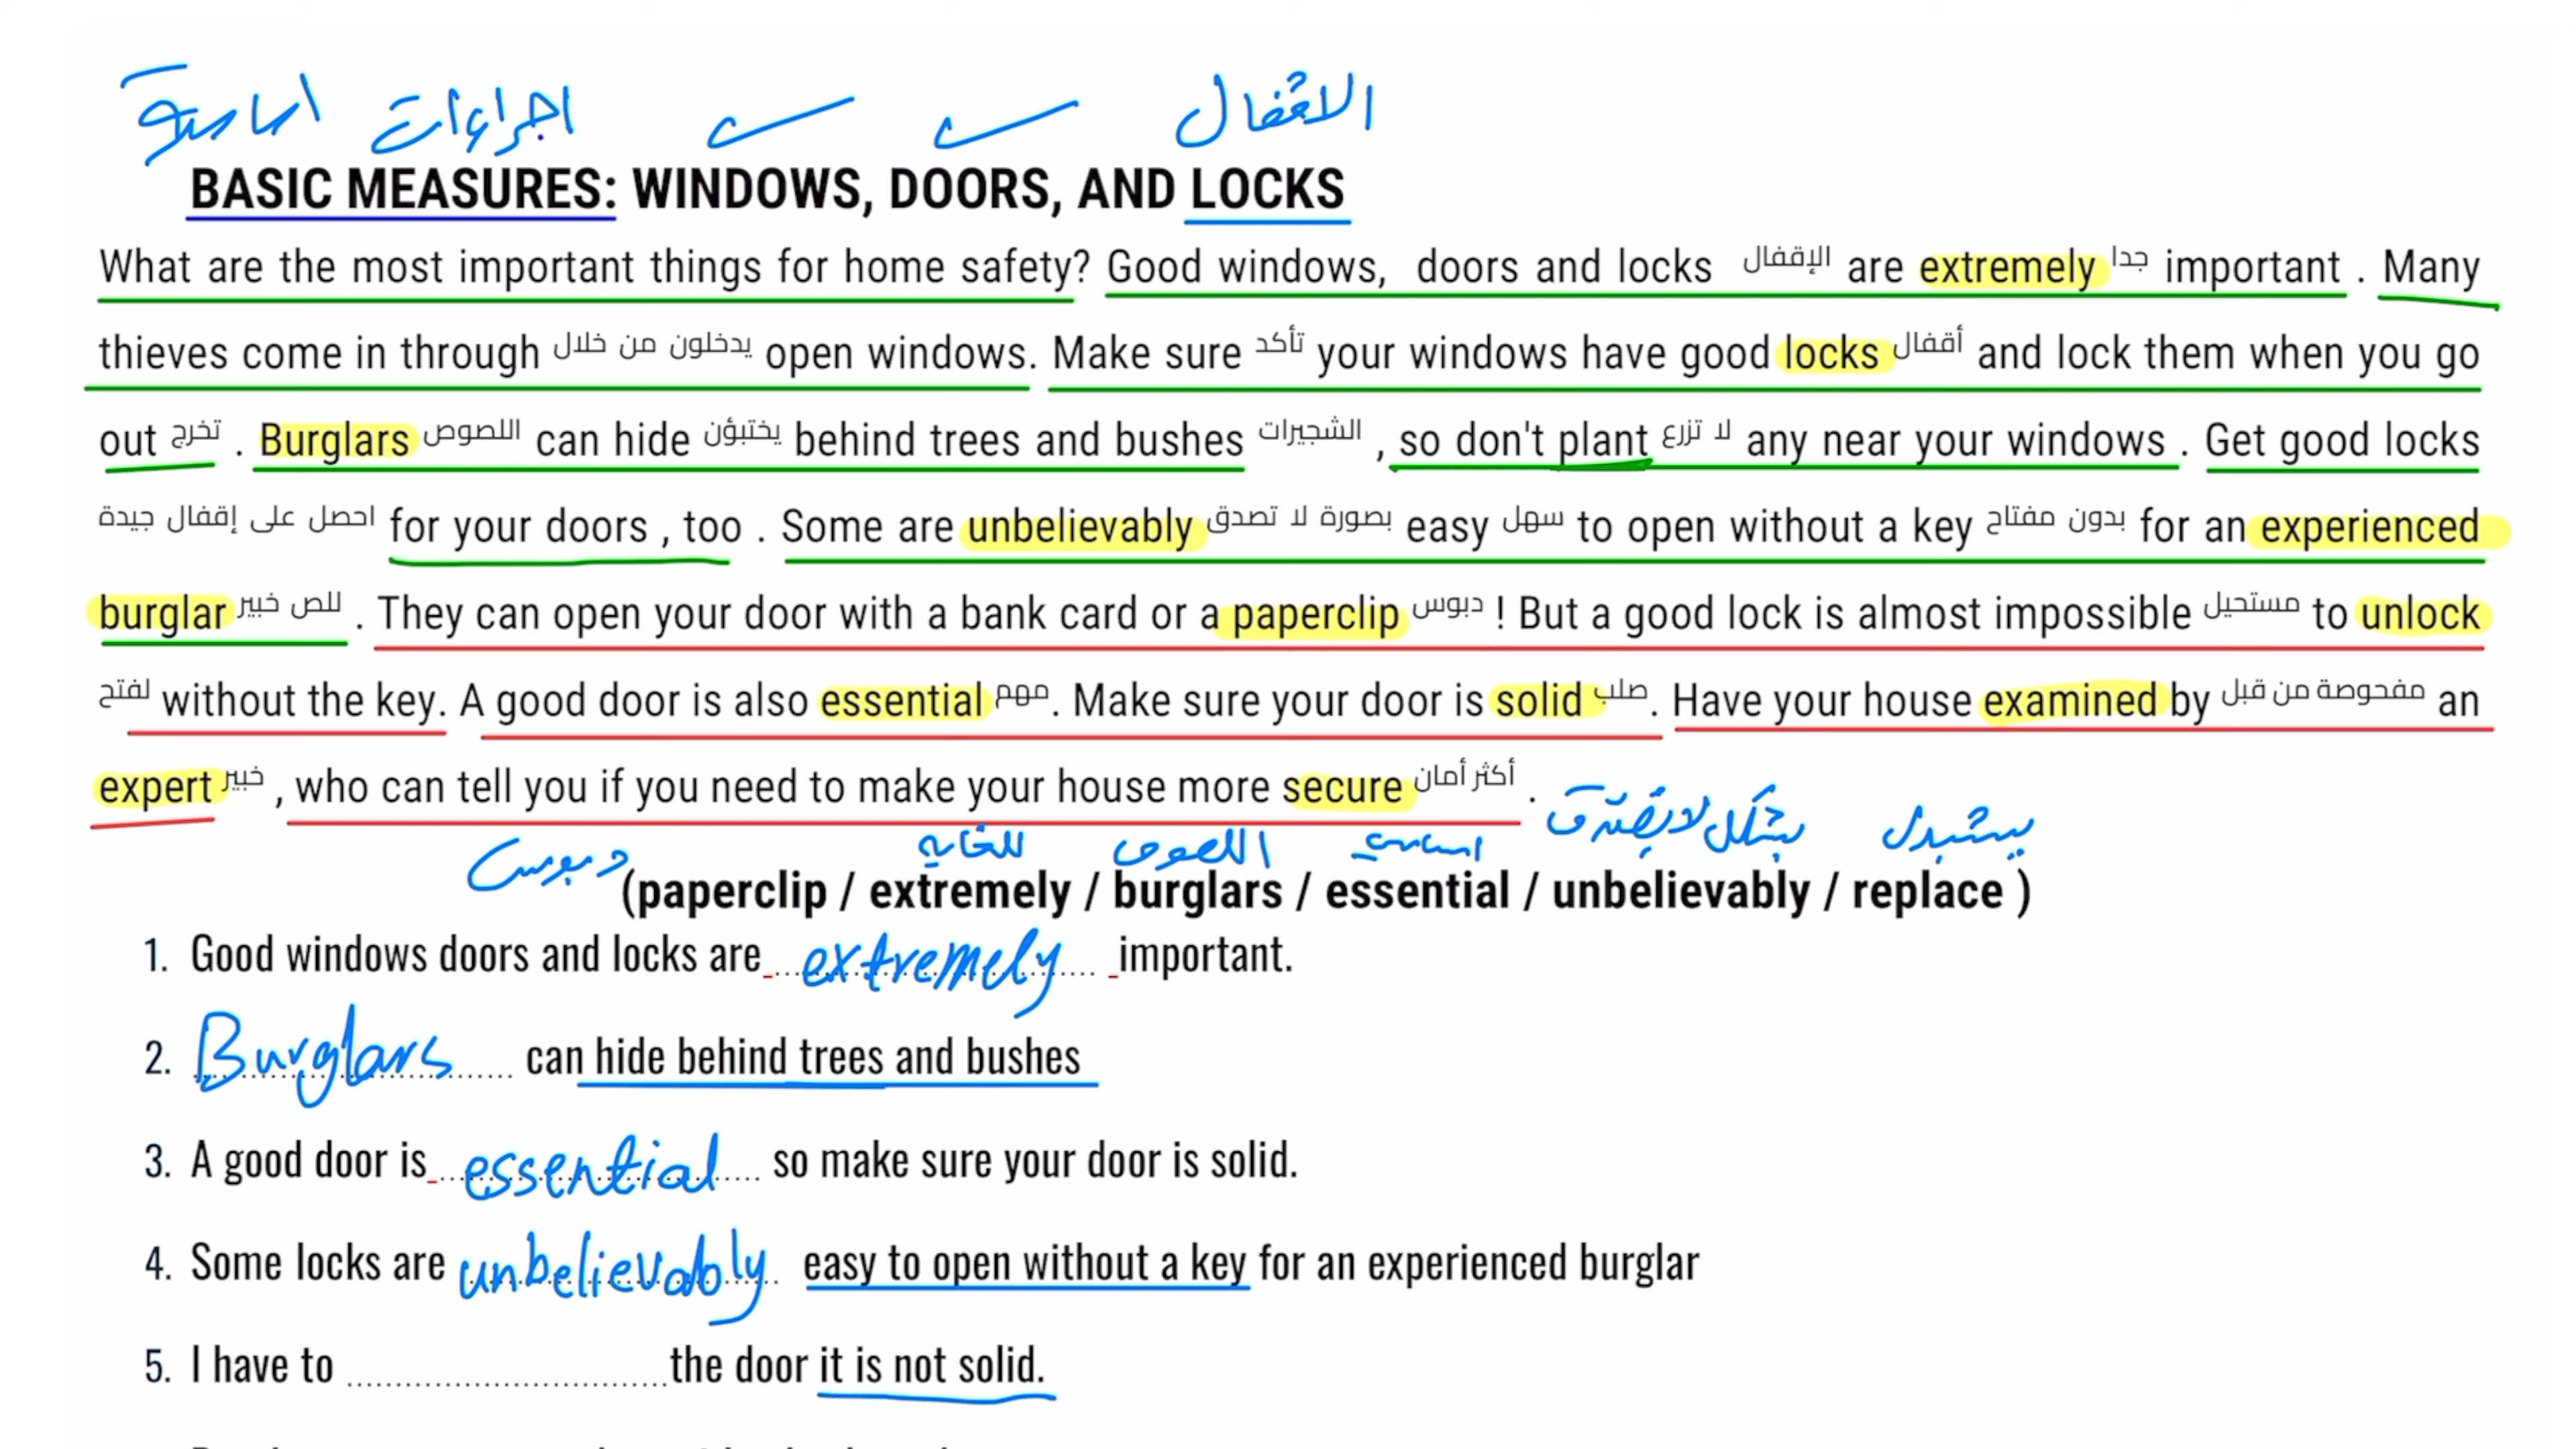 اساسية اجراءات الاقفال
BASIC MEASURES: WINDOWS, DOORS, AND LOCKS
What are the most important things for home safety? Good windows, doors and locks الإقفال are extremely جدا important . Many
thieves come in through يدخلون من خلال open windows. Make sure تأكد your windows have good locks أقفال and lock them when you go
out تخرج . Burglars اللصوص can hide يختبؤن behind trees and bushes الشجيرات , so don't plant لا تزرع any near your windows . Get good locks
احصل على إقفال جيدة for your doors , too . Some are unbelievably بصورة لا تصدق easy سهل to open without a key بدون مفتاح for an experienced
burglar للص خبير . They can open your door with a bank card or a paperclip دبوس ! But a good lock is almost impossible مستحيل to unlock
لفتح without the key. A good door is also essential مهم. Make sure your door is solid صلب. Have your house examined by مفحوصة من قبل an
expert خبير , who can tell you if you need to make your house more secure أكثر أمان .
دبوس للغاية اللصوص اساسي بشكل لا يصدق يستبدل
(paperclip / extremely / burglars / essential / unbelievably / replace )
1. Good windows doors and locks are extremely important.
2. Burglars can hide behind trees and bushes
3. A good door is essential so make sure your door is solid.
4. Some locks are unbelievably easy to open without a key for an experienced burglar
5. I have to .............................. the door it is not solid.